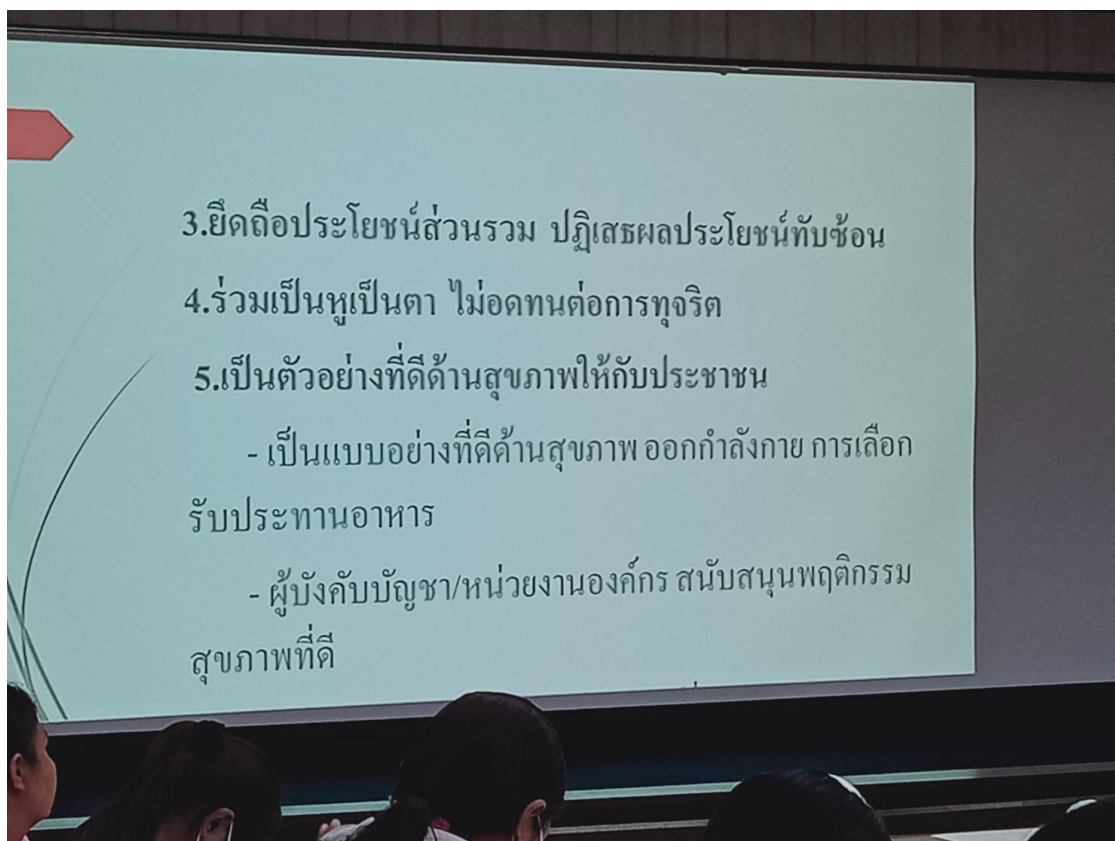 3.ยึดถือประโยชน์ส่วนรวม ปฏิเสธผลประโยชน์ทับซ้อน
4.ร่วมเป็นหูเป็นตา ไม่อดทนต่อการทุจริต
5.เป็นตัวอย่างที่ดีด้านสุขภาพให้กับประชาชน
- เป็นแบบอย่างที่ดีด้านสุขภาพ ออกกำลังกาย การเลือก
รับประทานอาหาร
- ผู้บังคับบัญชา/หน่วยงานองค์กร สนับสนุนพฤติกรรม
สุขภาพที่ดี